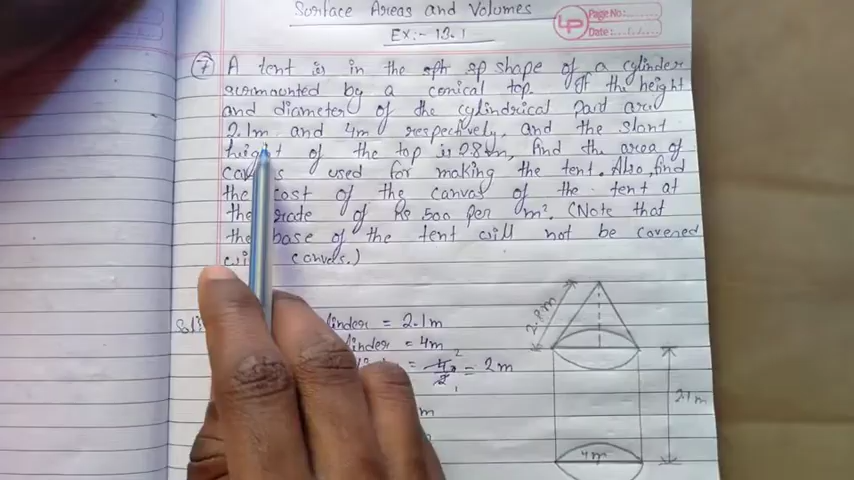 Surface Areas and Volumes
Ex:- 13.1
Page No:
Date:
7 A tent is in the shape of a cylinder
surmounted by a conical top. If the height
and diameter of the cylindrical part are
2.1m and 4m respectively, and the slant
height of the top is 2.8m, find the area of
used for making the tent. Also, find
the cost of the canvas of the tent at
the rate of Rs 500 per m². (Note that
the base of the tent will not be covered
canvas.)
= 2.1m
= 4m
= 4/2 = 2m
m
2.8m
2.1m
4m